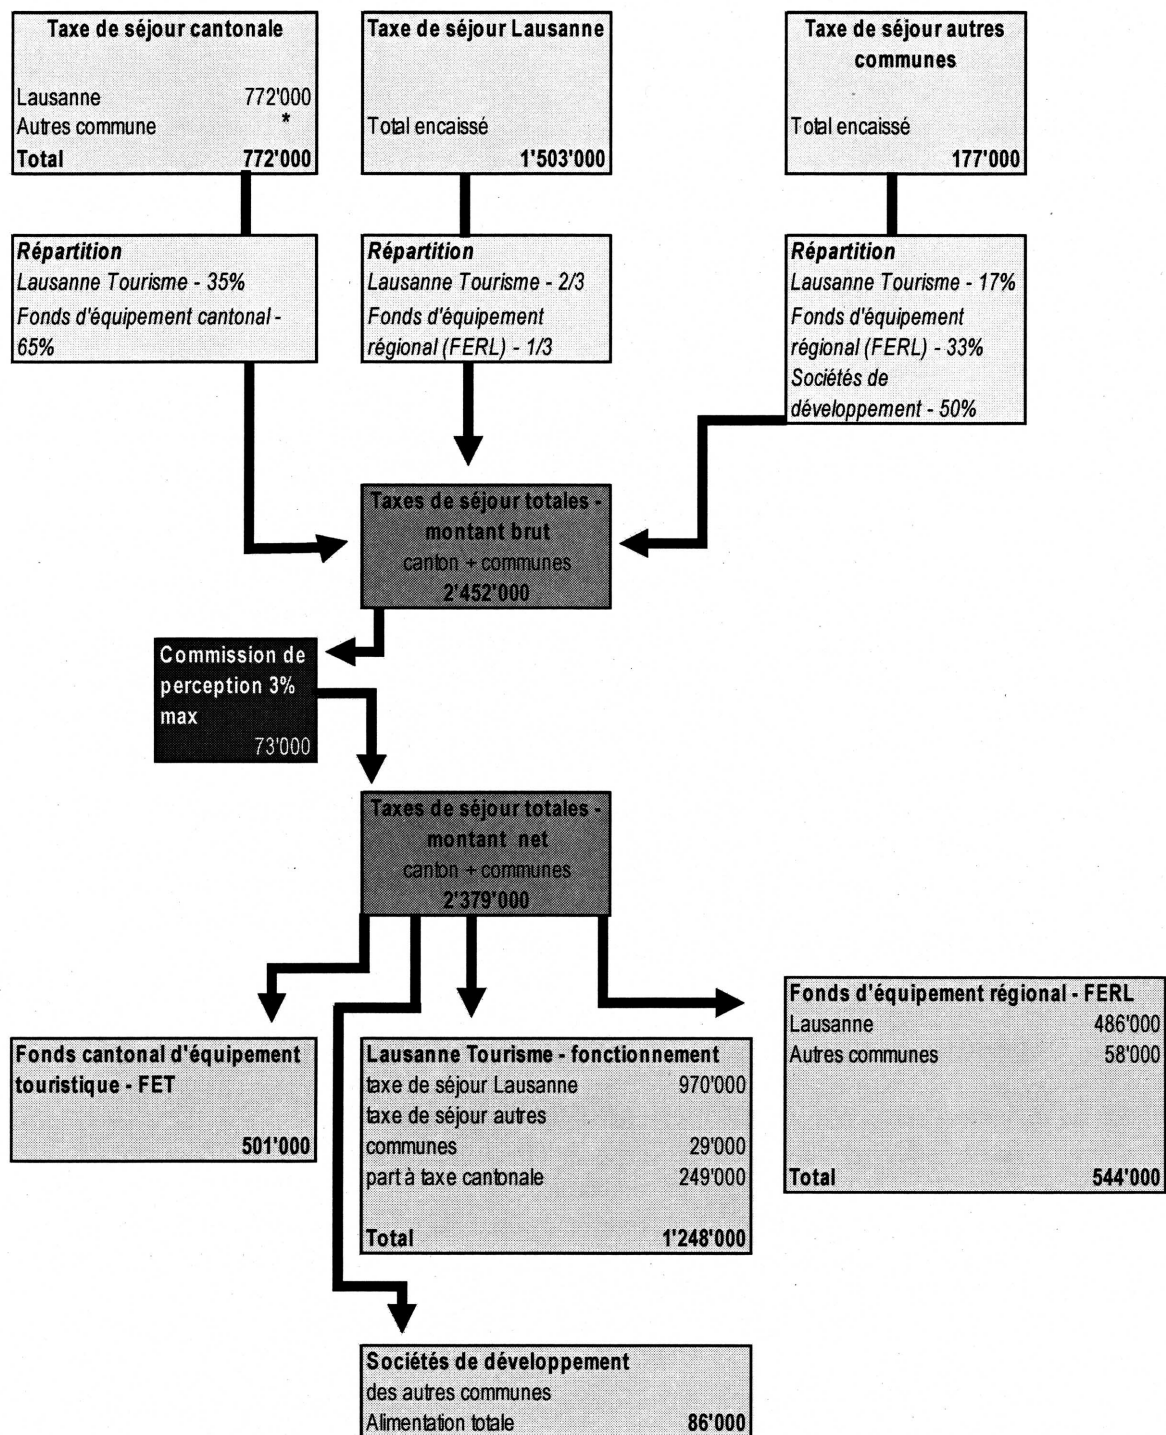 Taxe de séjour cantonale
Lausanne 772'000
Autres commune *
Total 772'000
Taxe de séjour Lausanne
Total encaissé
1'503'000
Taxe de séjour autres
communes
Total encaissé
177'000
Répartition
Lausanne Tourisme - 35%
Fonds d'équipement cantonal -
65%
Répartition
Lausanne Tourisme - 2/3
Fonds d'équipement
régional (FERL) - 1/3
Répartition
Lausanne Tourisme - 17%
Fonds d'équipement
régional (FERL) - 33%
Sociétés de
développement - 50%
Taxes de séjour totales -
montant brut
canton + communes
2'452'000
Commission de
perception 3%
max
73'000
Taxes de séjour totales -
montant net
canton + communes
2'379'000
Fonds cantonal d'équipement
touristique - FET
501'000
Lausanne Tourisme - fonctionnement
taxe de séjour Lausanne 970'000
taxe de séjour autres
communes 29'000
part à taxe cantonale 249'000
Total 1'248'000
Fonds d'équipement régional - FERL
Lausanne 486'000
Autres communes 58'000
Total 544'000
Sociétés de développement
des autres communes
Alimentation totale 86'000